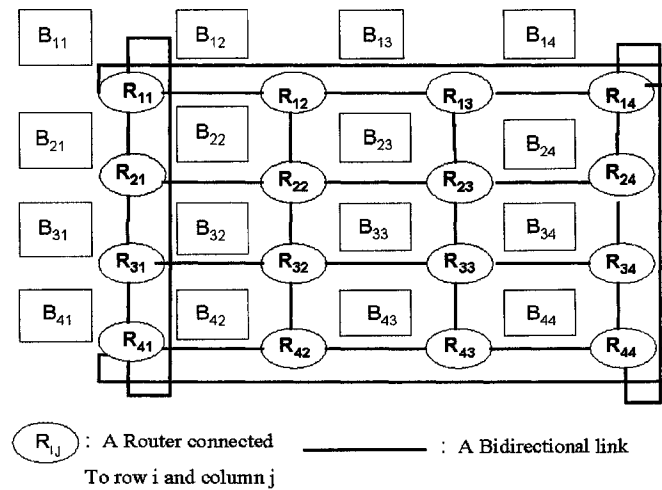 B11 B12 B13 B14
R11 R12 R13 R14
B21 B22 B23 B24
R21 R22 R23 R24
B31 B32 B33 B34
R31 R32 R33 R34
B41 B42 B43 B44
R41 R42 R43 R44
RIJ : A Router connected
To row i and column j
: A Bidirectional link